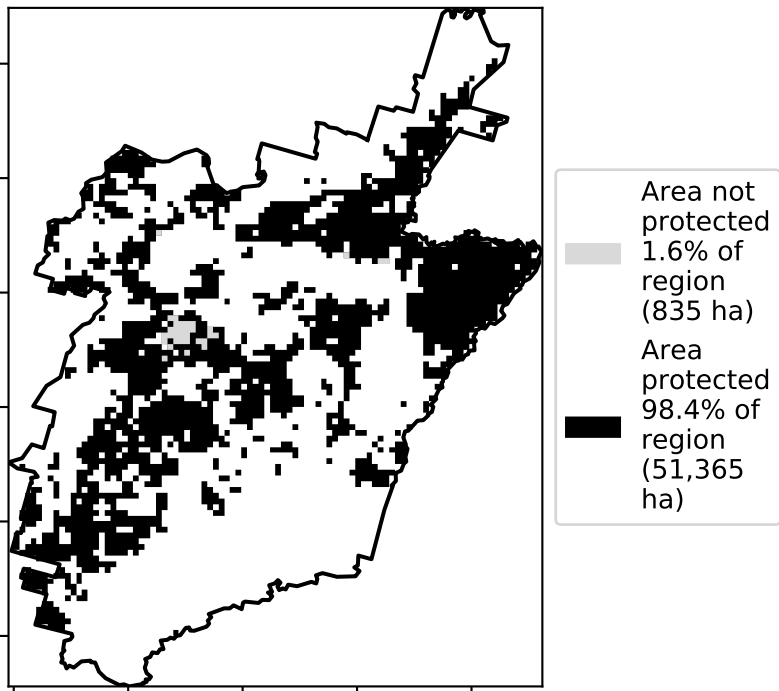 Area not
protected
1.6% of
region
(835 ha)
Area
protected
98.4% of
region
(51,365
ha)